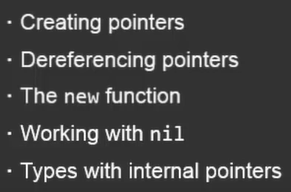 · Creating pointers
· Dereferencing pointers
· The new function
· Working with nil
· Types with internal pointers